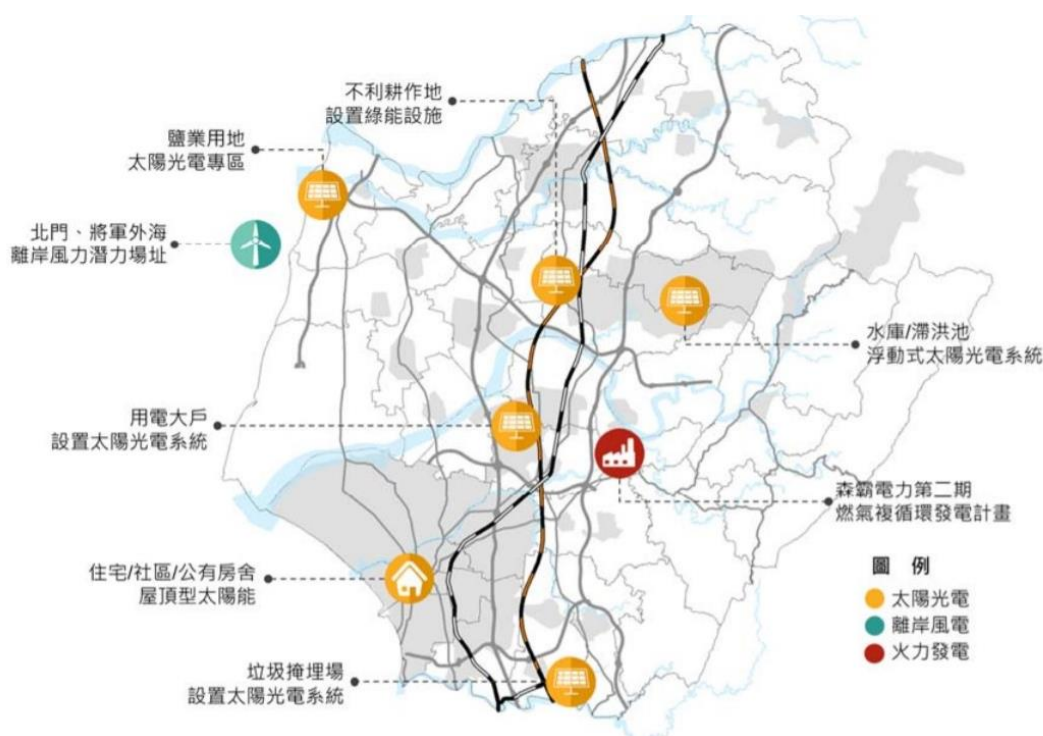 不利耕作地
設置綠能設施
鹽業用地
太陽光電專區
北門、將軍外海
離岸風力潛力場址
水庫/滯洪池
浮動式太陽光電系統
用電大戶
設置太陽光電系統
森霸電力第二期
燃氣複循環發電計畫
住宅/社區/公有房舍
屋頂型太陽能
垃圾掩埋場
設置太陽光電系統
圖 例
太陽光電
離岸風電
火力發電